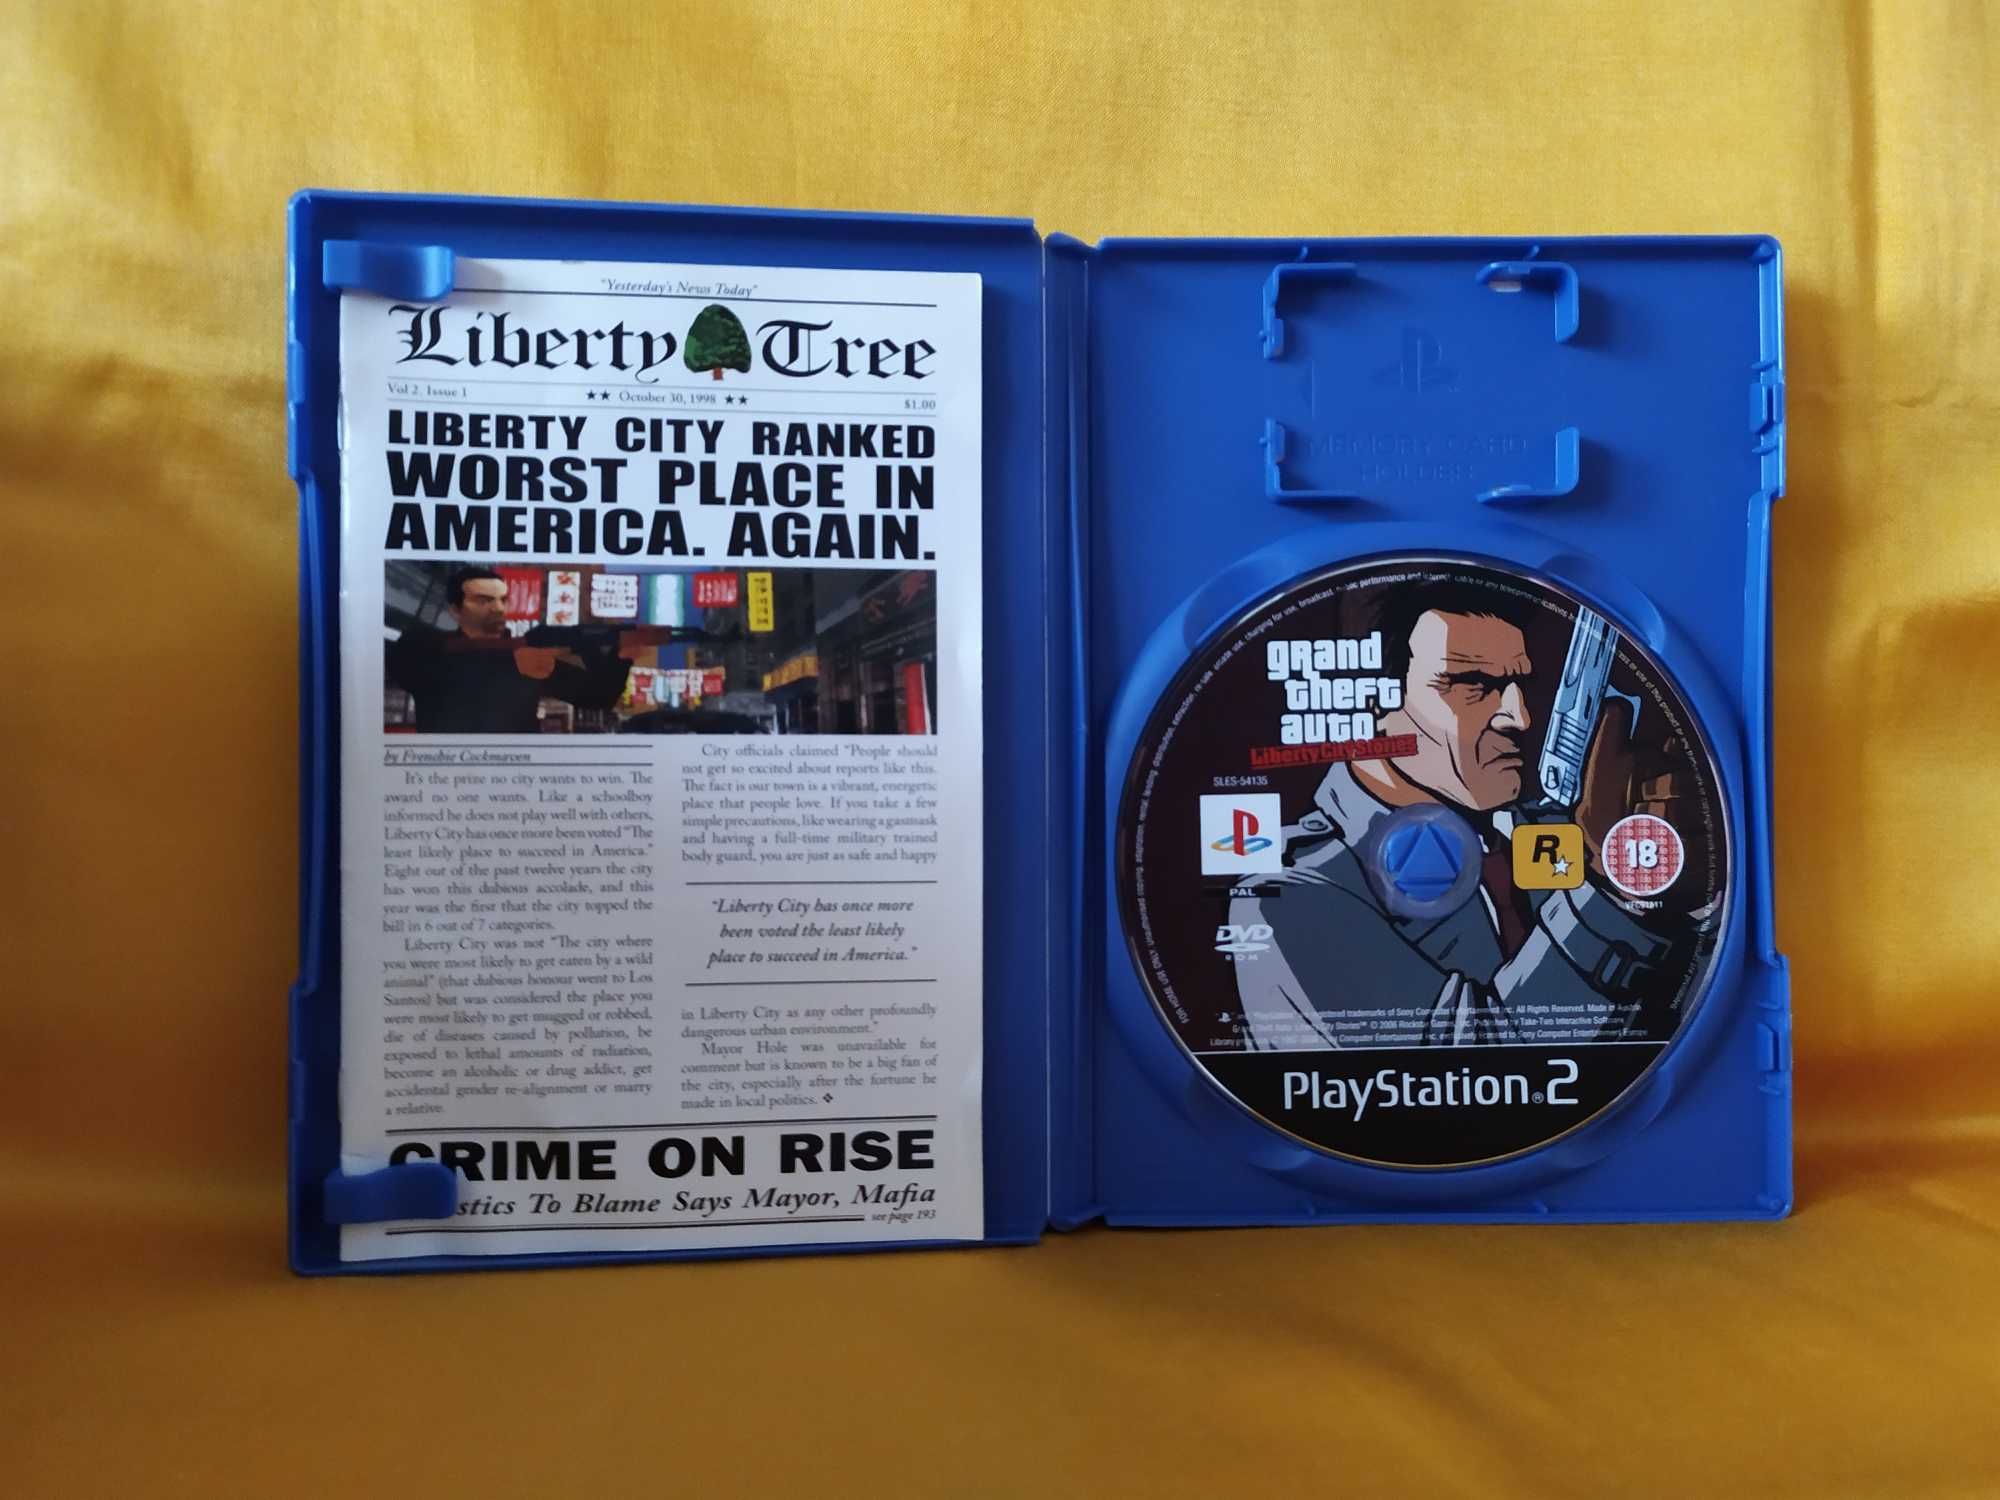 "Yesterday's News Today"
Liberty Tree
Vol 2. Issue 1
★★ October 30, 1998 ★★
$1.00
LIBERTY CITY RANKED
WORST PLACE IN
AMERICA. AGAIN.
by Frenchie Cockmaven
It's the prize no city wants to win. The
award no one wants. Like a schoolboy
informed he does not play well with others,
Liberty City has once more been voted "The
least likely place to succeed in America."
Eight out of the past twelve years the city
has won this dubious accolade, and this
year was the first that the city topped the
bill in 6 out of 7 categories.
Liberty City was not "The city where
you were most likely to get eaten by a wild
animal" (that dubious honour went to Los
Santos) but was considered the place you
were most likely to get mugged or robbed,
die of diseases caused by pollution, be
exposed to lethal amounts of radiation,
become an alcoholic or drug addict, get
accidental gender re-alignment or marry
a relative.
City officials claimed "People should
not get so excited about reports like this.
The fact is our town is a vibrant, energetic
place that people love. If you take a few
simple precautions, like wearing a gasmask
and having a full-time military trained
body guard, you are just as safe and happy
"Liberty City has once more
been voted the least likely
place to succeed in America."
in Liberty City as any other profoundly
dangerous urban environment."
Mayor Hole was unavailable for
comment but is known to be a big fan of
the city, especially after the fortune he
made in local politics. ❖
CRIME ON RISE
stics To Blame Says Mayor, Mafia
see page 193
MEMORY CARD
HOLDER
grand
theft
auto
Liberty City Stories
SLES-54135
PAL
DVD
ROM
R★
18
PlayStation®2